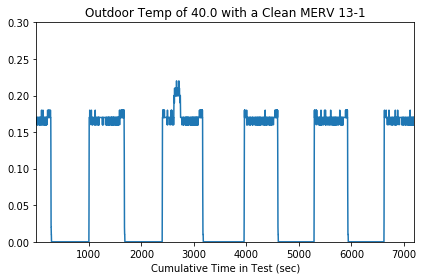 Outdoor Temp of 40.0 with a Clean MERV 13-1
0.30
0.25
0.20
0.15
0.10
0.05
0.00
1000 2000 3000 4000 5000 6000 7000
Cumulative Time in Test (sec)